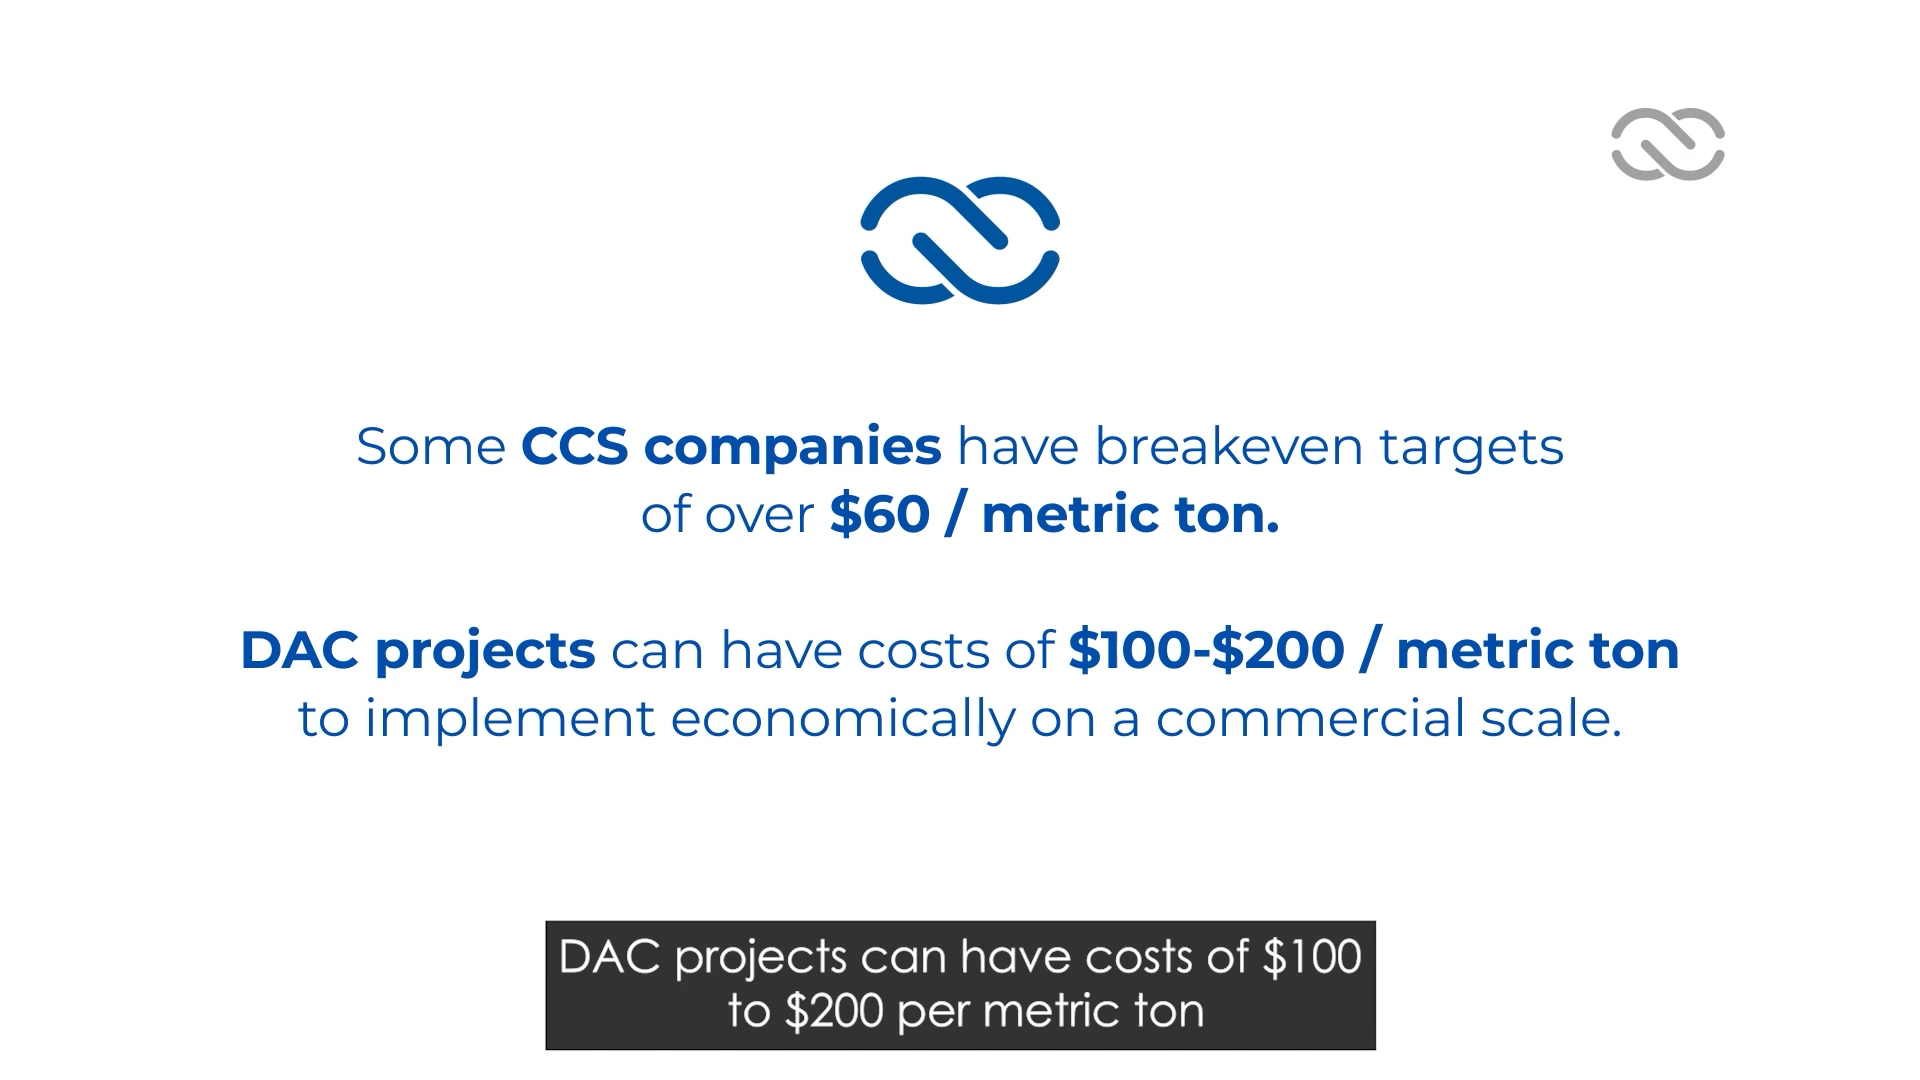 Some CCS companies have breakeven targets
of over $60 / metric ton.
DAC projects can have costs of $100-$200 / metric ton
to implement economically on a commercial scale.
DAC projects can have costs of $100
to $200 per metric ton